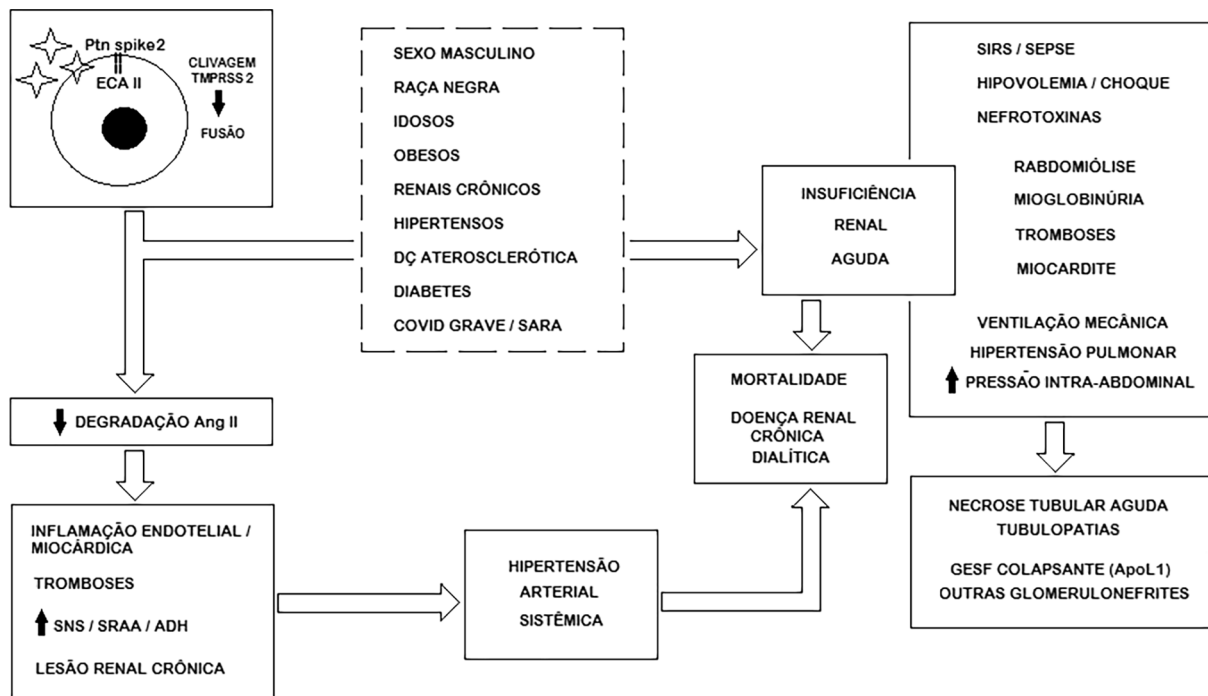 Ptn spike2
ECA II
CLIVAGEM
TMPRSS 2
FUSÃO
SEXO MASCULINO
RAÇA NEGRA
IDOSOS
OBESOS
RENAIS CRÔNICOS
HIPERTENSOS
DÇ ATEROSCLERÓTICA
DIABETES
COVID GRAVE / SARA
SIRS / SEPSE
HIPOVOLEMIA / CHOQUE
NEFROTOXINAS
RABDOMIÓLISE
MIOGLOBINÚRIA
TROMBOSES
MIOCARDITE
VENTILAÇÃO MECÂNICA
HIPERTENSÃO PULMONAR
PRESSÃO INTRA-ABDOMINAL
INSUFICIÊNCIA
RENAL
AGUDA
MORTALIDADE
DOENÇA RENAL
CRÔNICA
DIALÍTICA
DEGRADAÇÃO Ang II
INFLAMAÇÃO ENDOTELIAL /
MIOCÁRDICA
TROMBOSES
SNS / SRAA / ADH
LESÃO RENAL CRÔNICA
HIPERTENSÃO
ARTERIAL
SISTÊMICA
NECROSE TUBULAR AGUDA
TUBULOPATIAS
GESF COLAPSANTE (ApoL1)
OUTRAS GLOMERULONEFRITES